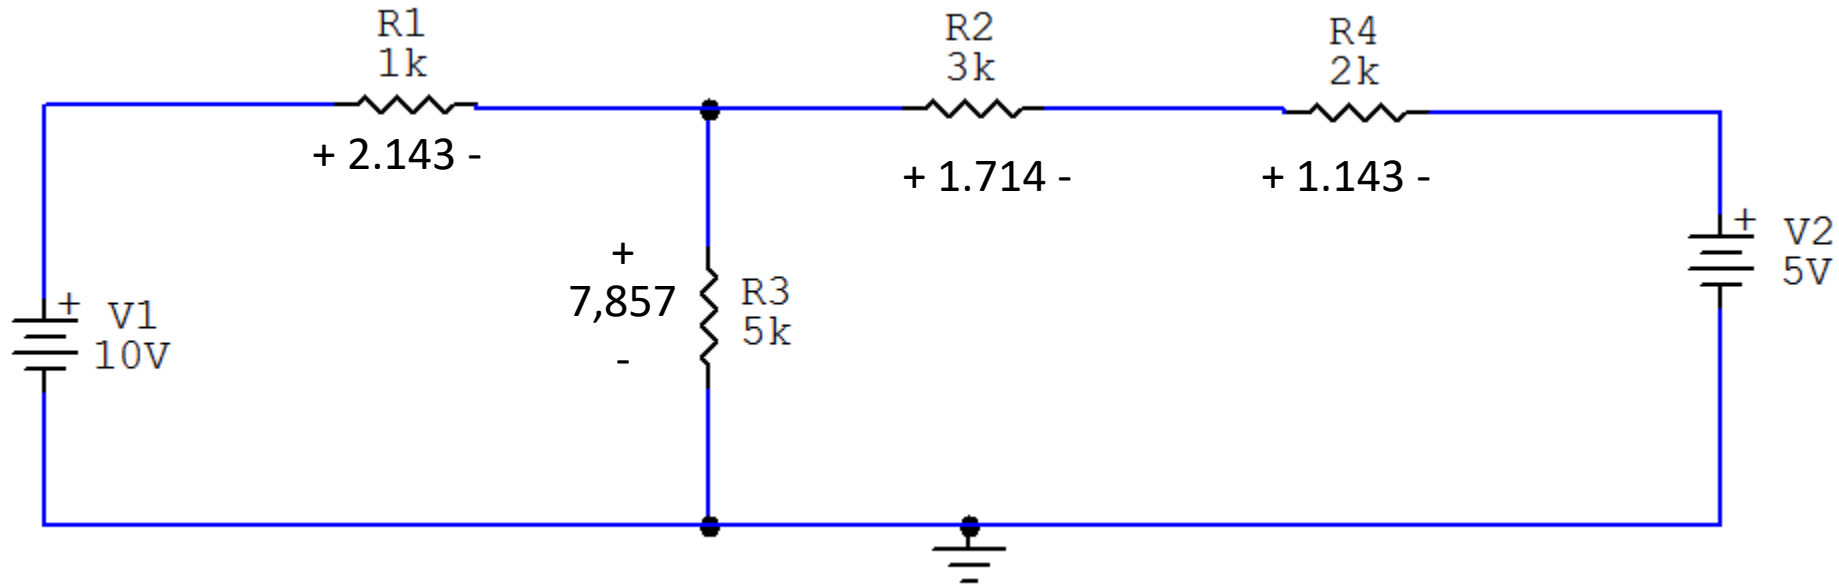 R1
1k
R2
3k
R4
2k
+ 2.143 -
+ 1.714 -
+ 1.143 -
+
7,857
-
R3
5k
+
V1
10V
+
V2
5V